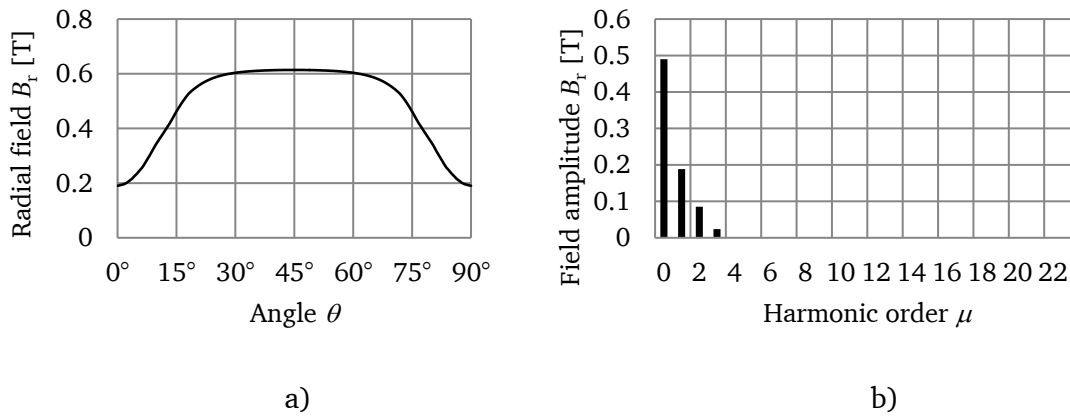 Radial field Br [T]
0.8
0.6
0.4
0.2
0
0° 15° 30° 45° 60° 75° 90°
Angle θ
a)
Field amplitude Br [T]
0.6
0.5
0.4
0.3
0.2
0.1
0
0 2 4 6 8 10 12 14 16 18 20 22
Harmonic order μ
b)